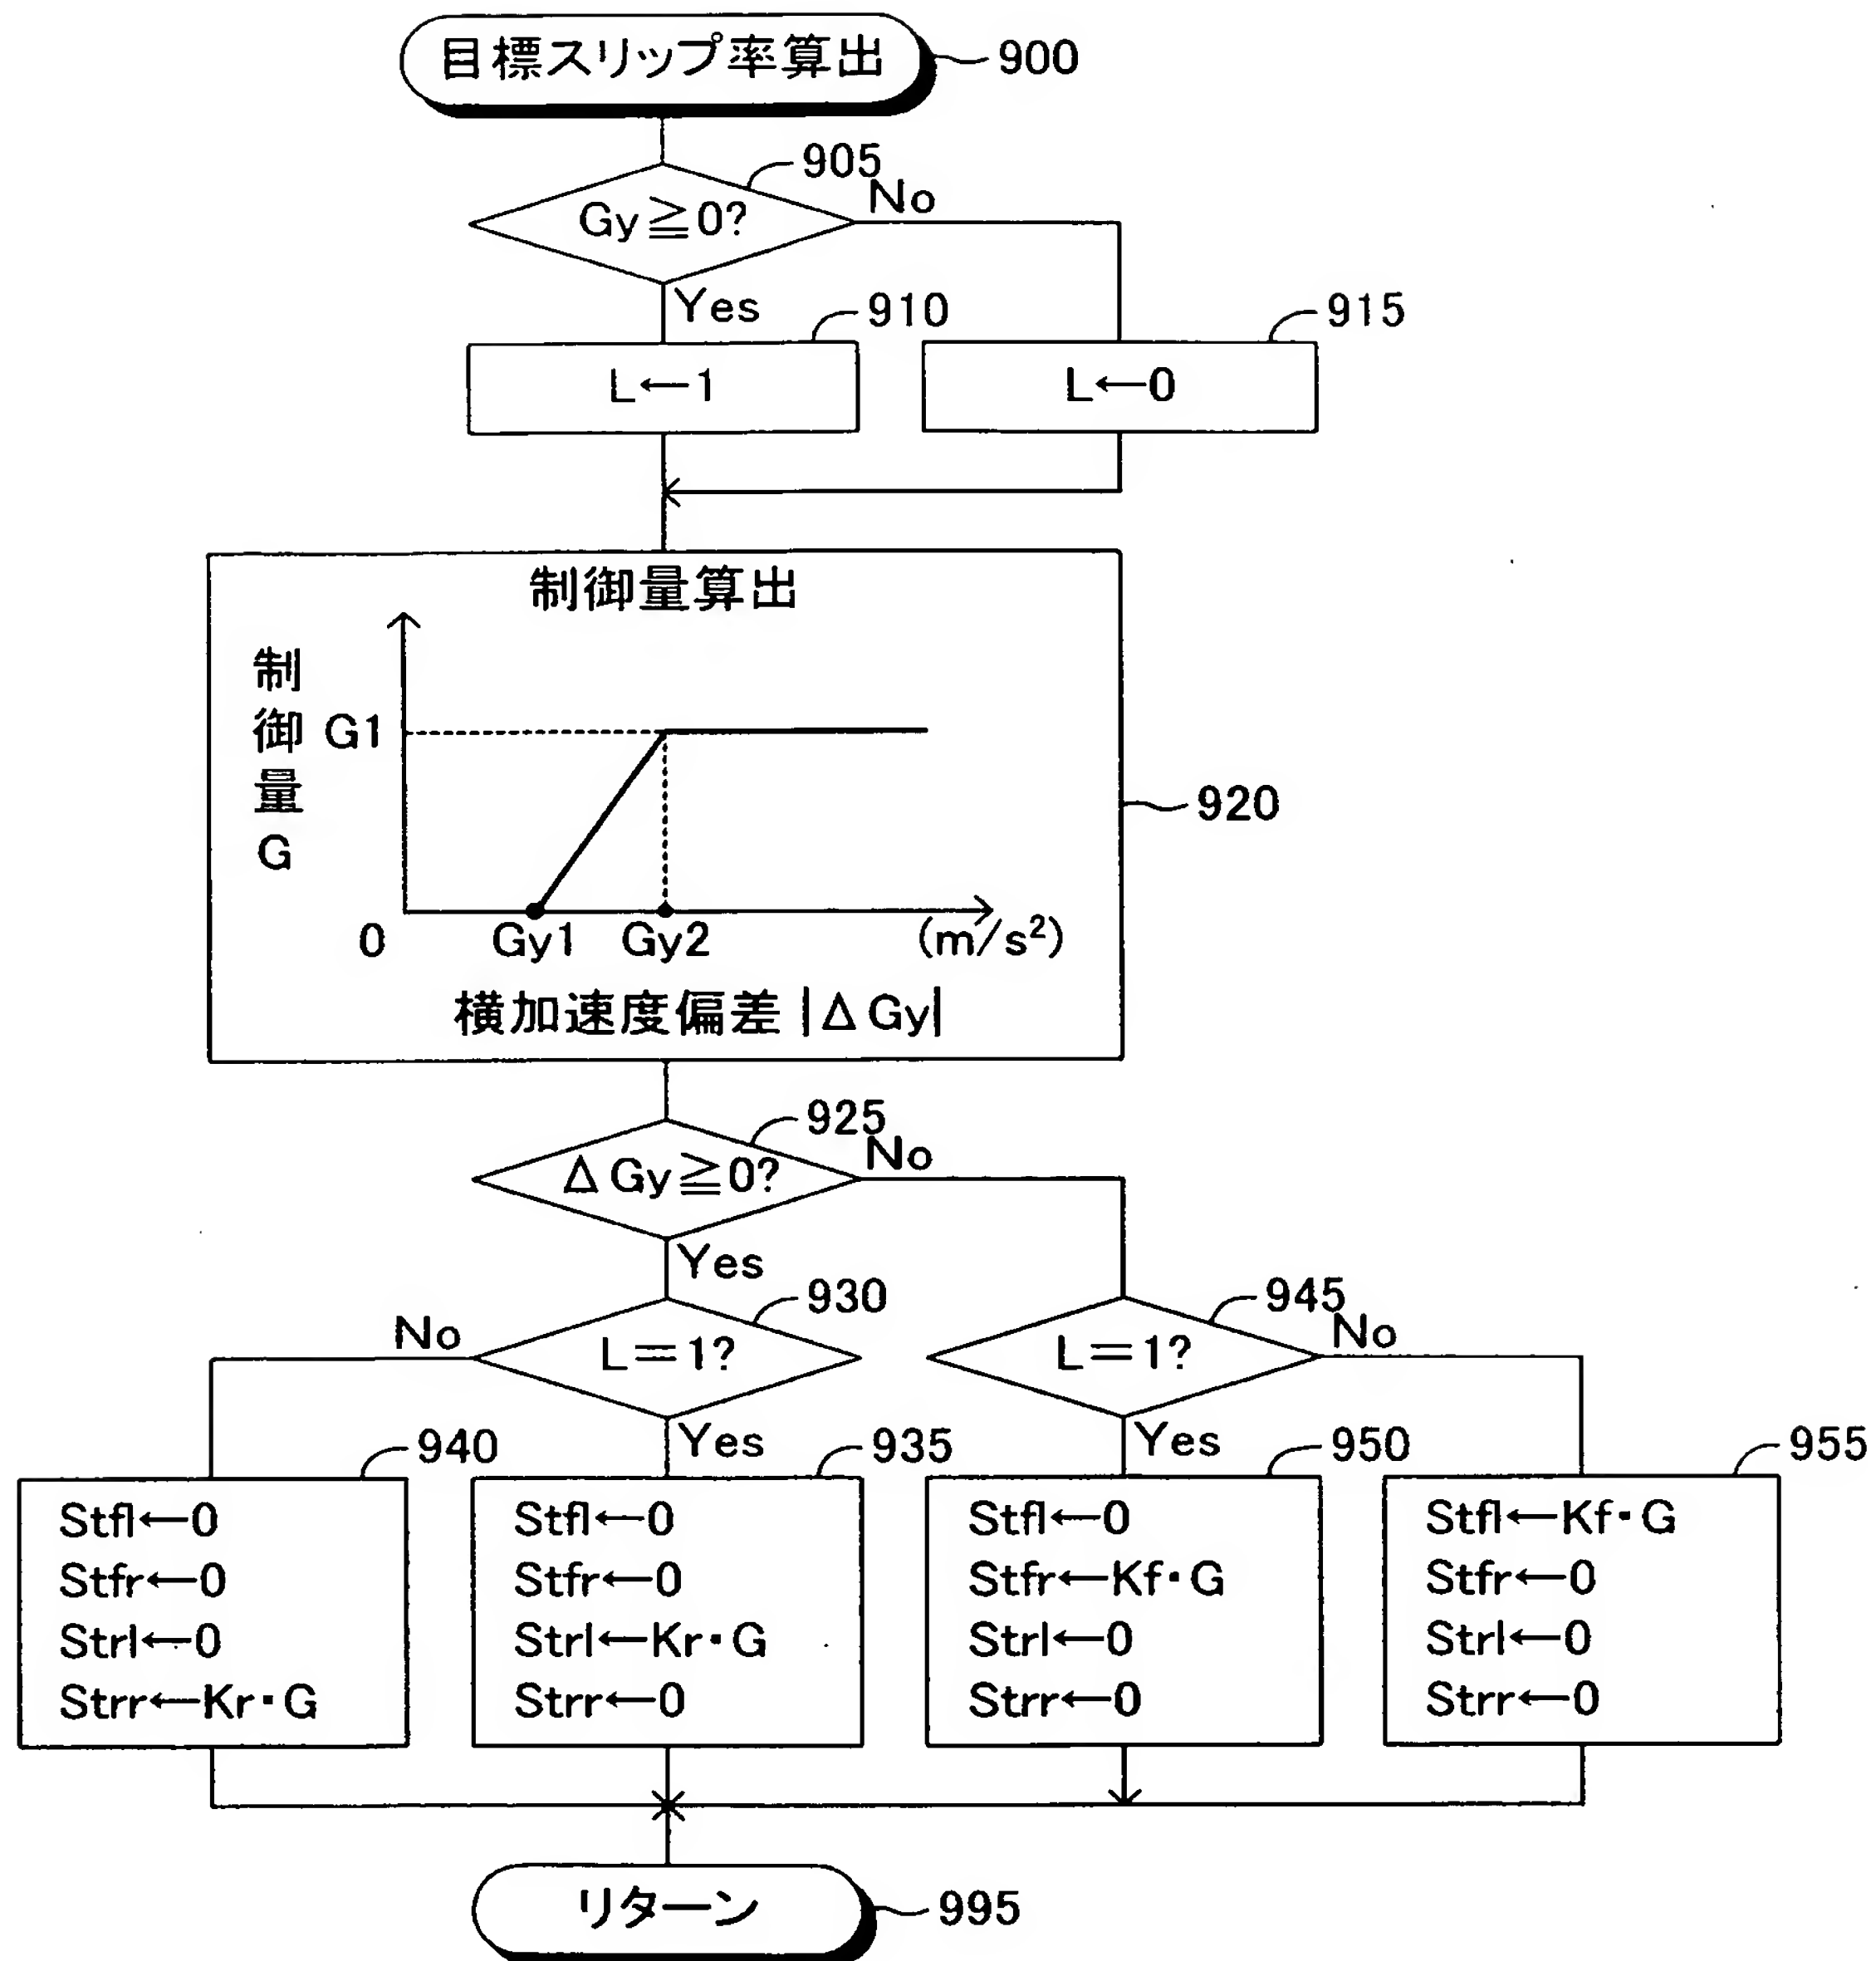 目標スリップ率算出
900
905
Gy≧0?
No
Yes
910
915
L←1
L←0
制御量算出
制御量G
G1
920
0
Gy1
Gy2
(m/s²)
横加速度偏差|ΔGy|
925
ΔGy≧0?
No
Yes
930
945
No
L=1?
L=1?
No
Yes
Yes
940
935
950
955
Stfl←0
Stfr←0
Strl←0
Strr←Kr・G
Stfl←0
Stfr←0
Strl←Kr・G
Strr←0
Stfl←0
Stfr←Kf・G
Strl←0
Strr←0
Stfl←Kf・G
Stfr←0
Strl←0
Strr←0
リターン
995